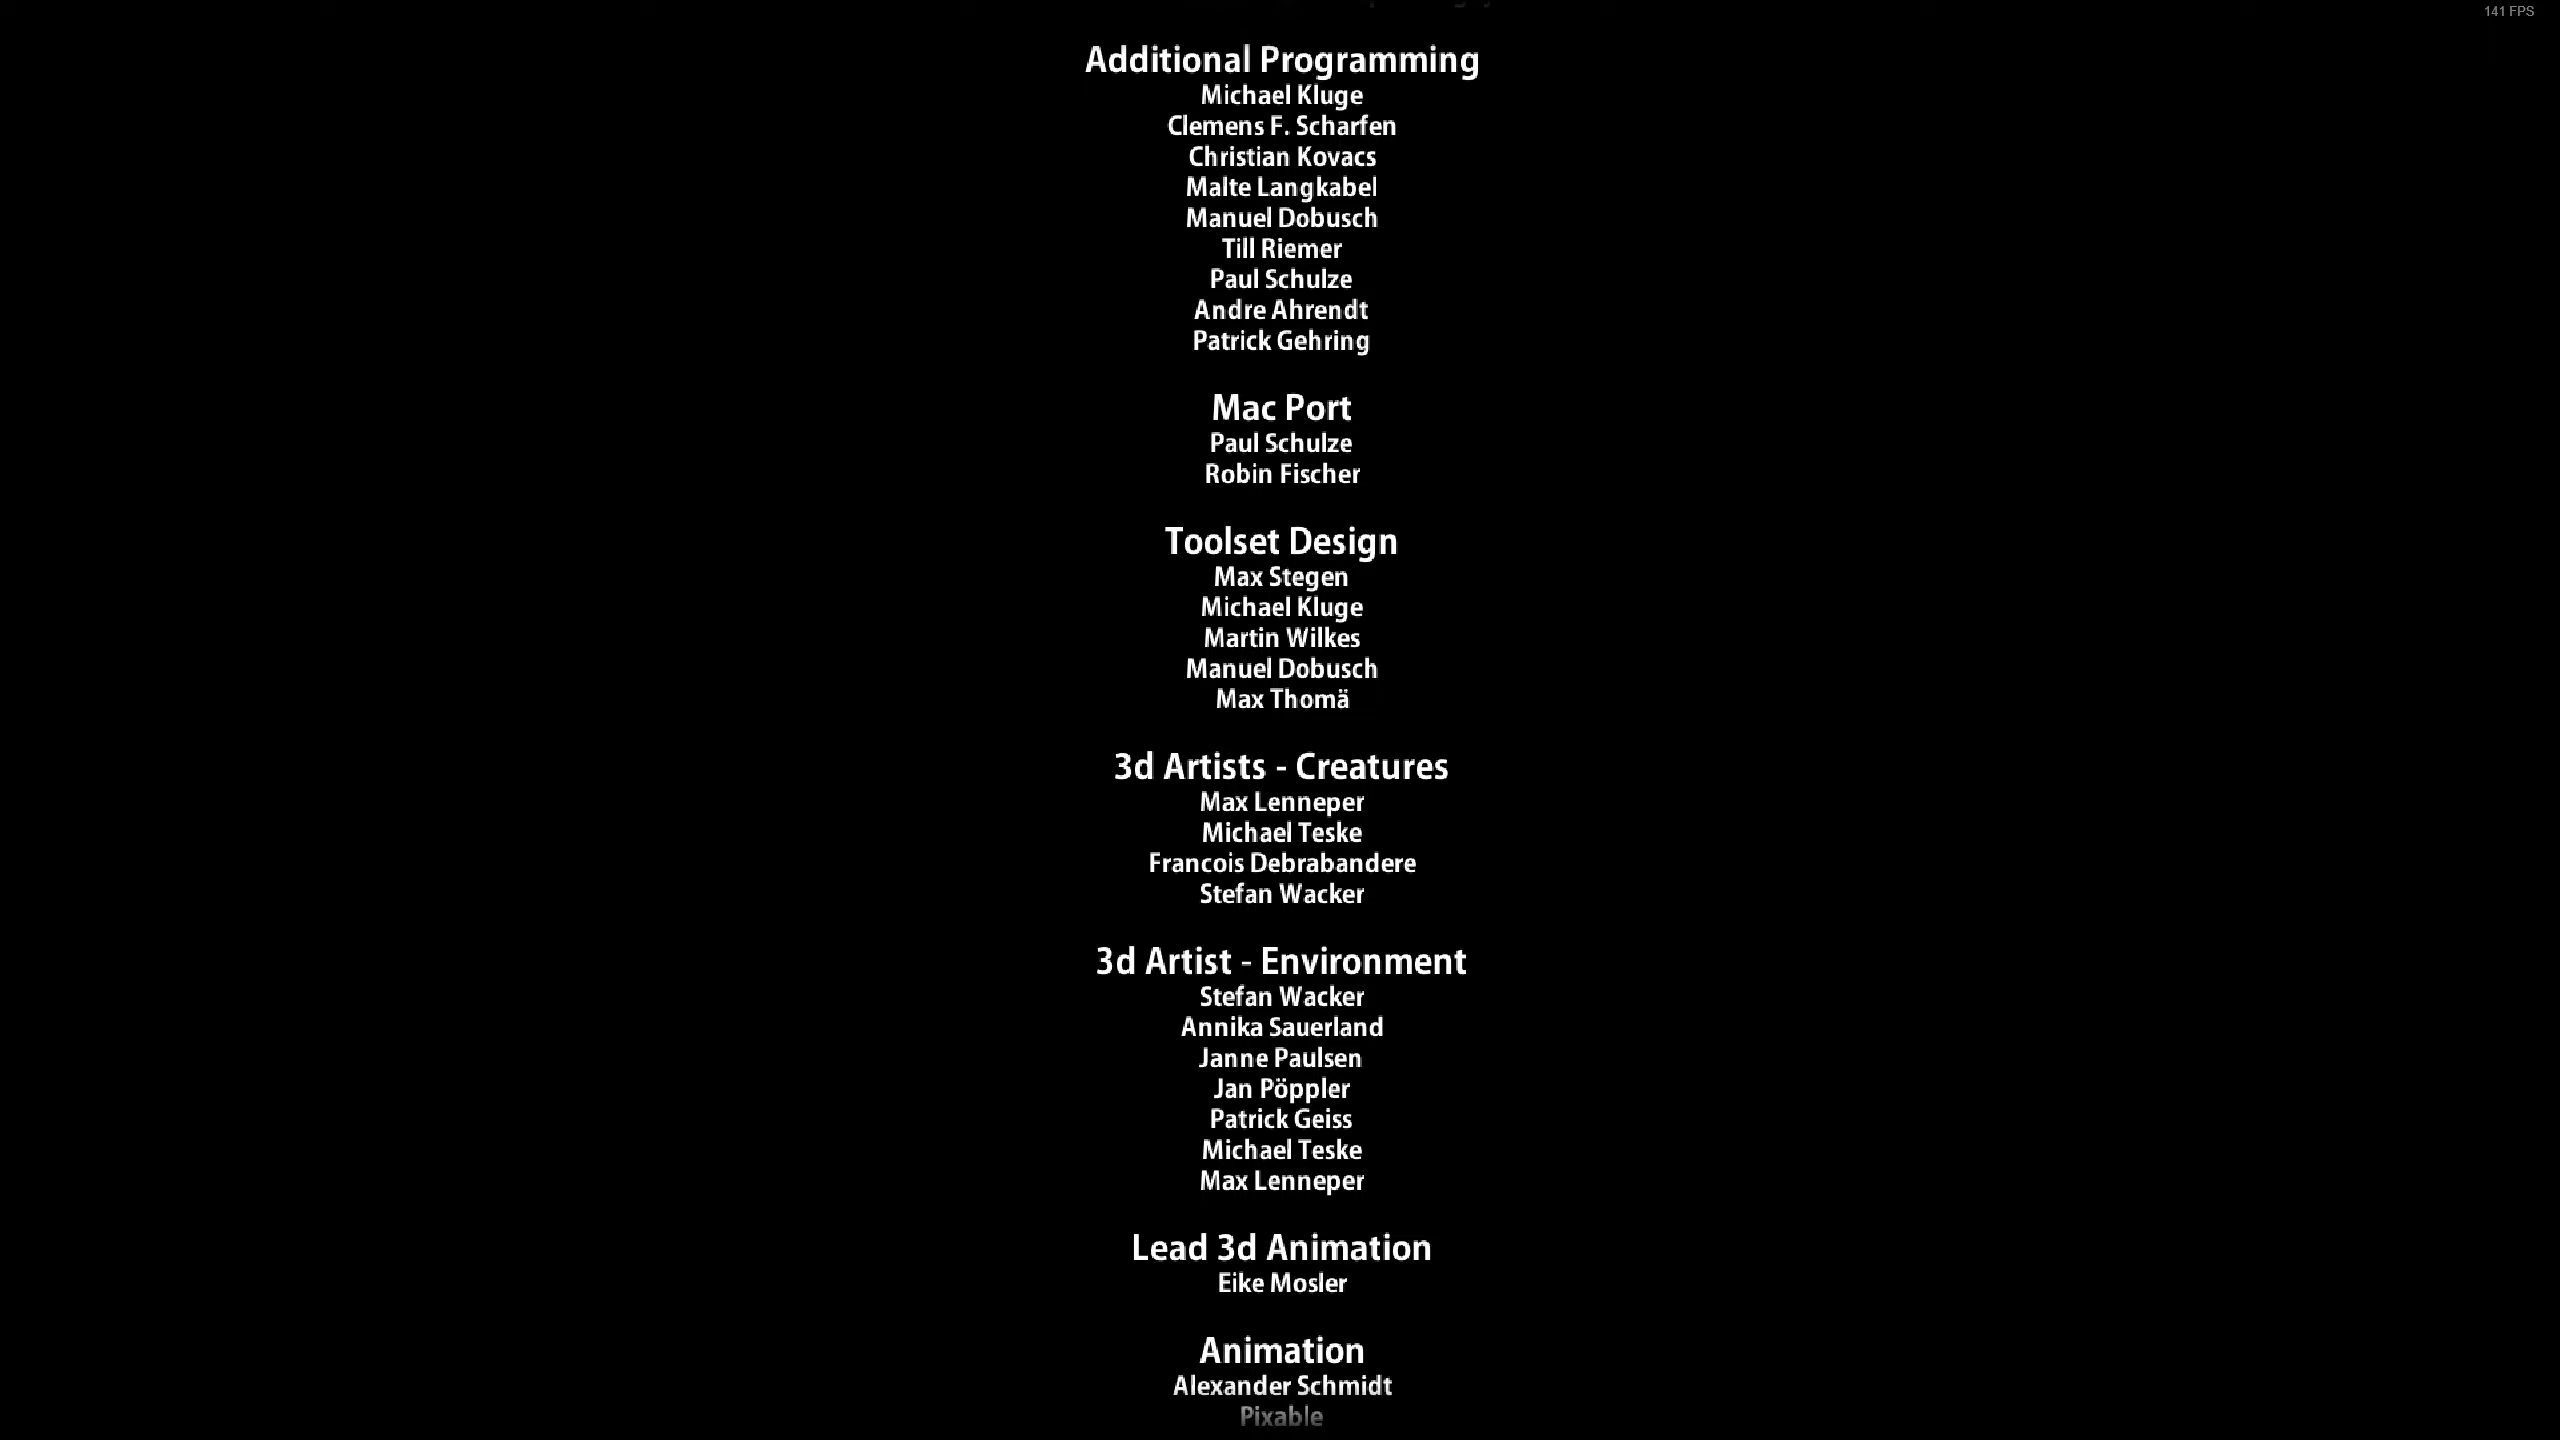 141 FPS
Additional Programming
Michael Kluge
Clemens F. Scharfen
Christian Kovacs
Malte Langkabel
Manuel Dobusch
Till Riemer
Paul Schulze
Andre Ahrendt
Patrick Gehring
Mac Port
Paul Schulze
Robin Fischer
Toolset Design
Max Stegen
Michael Kluge
Martin Wilkes
Manuel Dobusch
Max Thomä
3d Artists - Creatures
Max Lenneper
Michael Teske
Francois Debrabandere
Stefan Wacker
3d Artist - Environment
Stefan Wacker
Annika Sauerland
Janne Paulsen
Jan Pöppler
Patrick Geiss
Michael Teske
Max Lenneper
Lead 3d Animation
Eike Mosler
Animation
Alexander Schmidt
Pixable